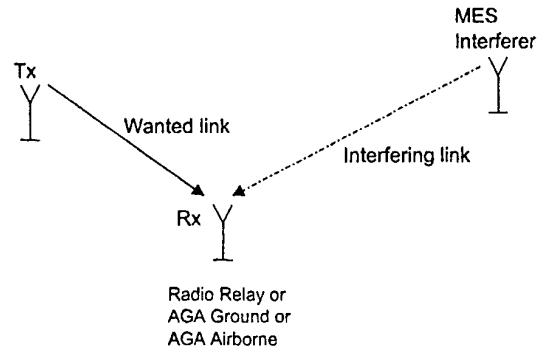 MES
Interferer
Tx
Wanted link
Interfering link
Rx
Radio Relay or
AGA Ground or
AGA Airborne